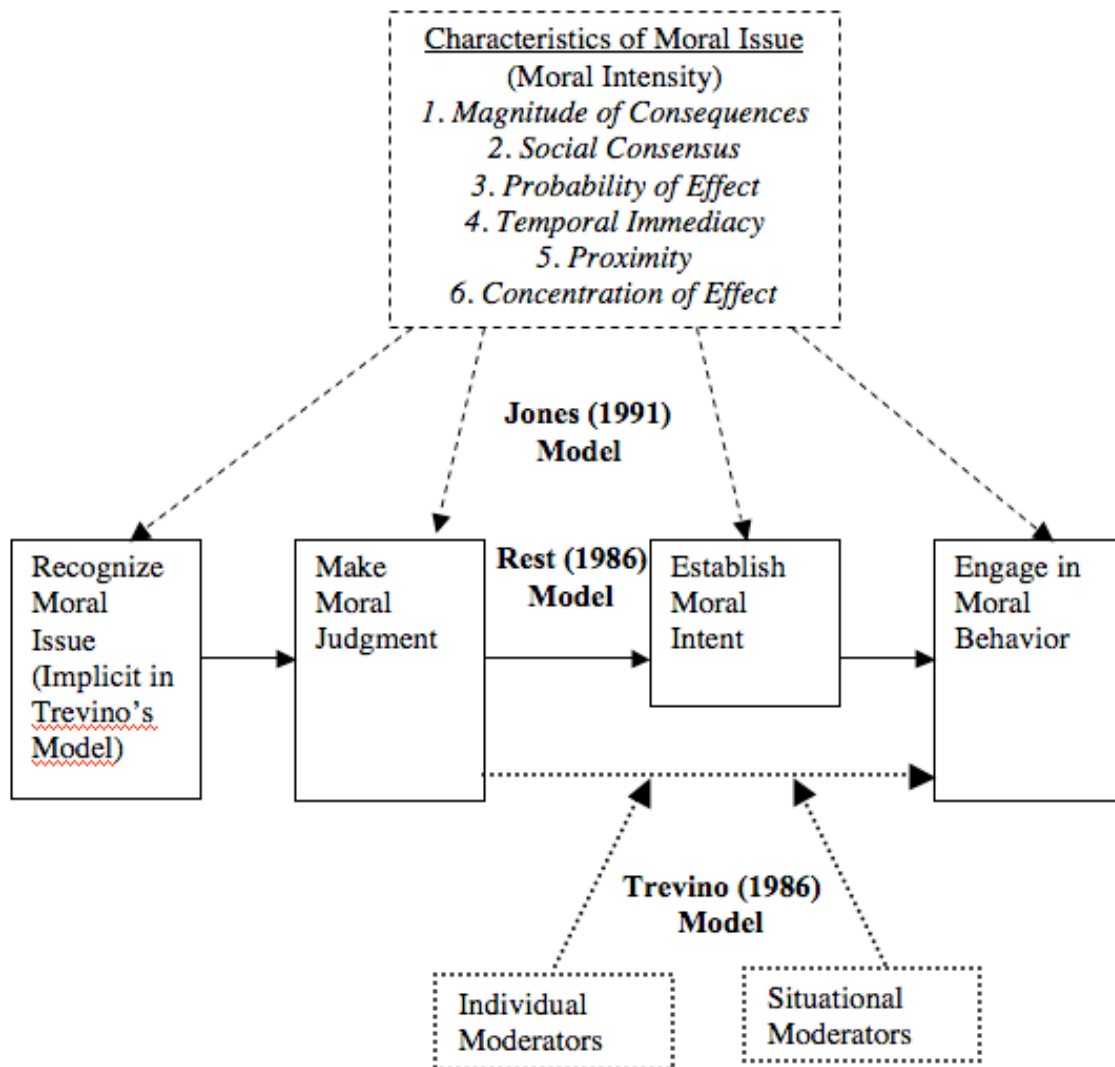 Characteristics of Moral Issue
(Moral Intensity)
1. Magnitude of Consequences
2. Social Consensus
3. Probability of Effect
4. Temporal Immediacy
5. Proximity
6. Concentration of Effect
Jones (1991)
Model
Recognize
Moral
Issue
(Implicit in
Trevino's
Model)
Make
Moral
Judgment
Rest (1986)
Model
Establish
Moral
Intent
Engage in
Moral
Behavior
Trevino (1986)
Model
Individual
Moderators
Situational
Moderators